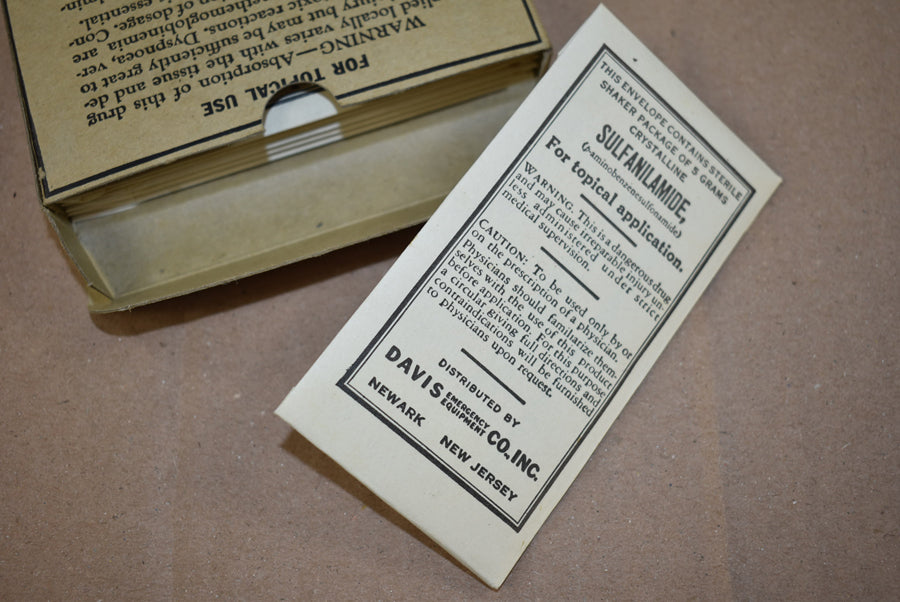 FOR TOPICAL USE
WARNING—Absorption of this drug
plied locally varies with the tissue and de-
injury but may be sufficiently great to
toxic reactions. Dyspnoea, ver-
methemoglobinemia are
of dosage. Con-
is essential.
THIS ENVELOPE CONTAINS STERILE
SHAKER PACKAGE OF 5 GRAMS
CRYSTALLINE
SULFANILAMIDE,
(p-aminobenzenesulfonamide)
For topical application.
WARNING. This is a dangerous drug
and may cause irreparable injury un-
less administered under strict
medical supervision.
CAUTION: To be used only by or
on the prescription of a physician.
Physicians should familiarize them-
selves with the use of this product
before application. For this purpose
a circular giving full directions and
contraindications will be furnished
to physicians upon request.
DISTRIBUTED BY
DAVIS EMERGENCY EQUIPMENT CO., INC.
NEWARK NEW JERSEY